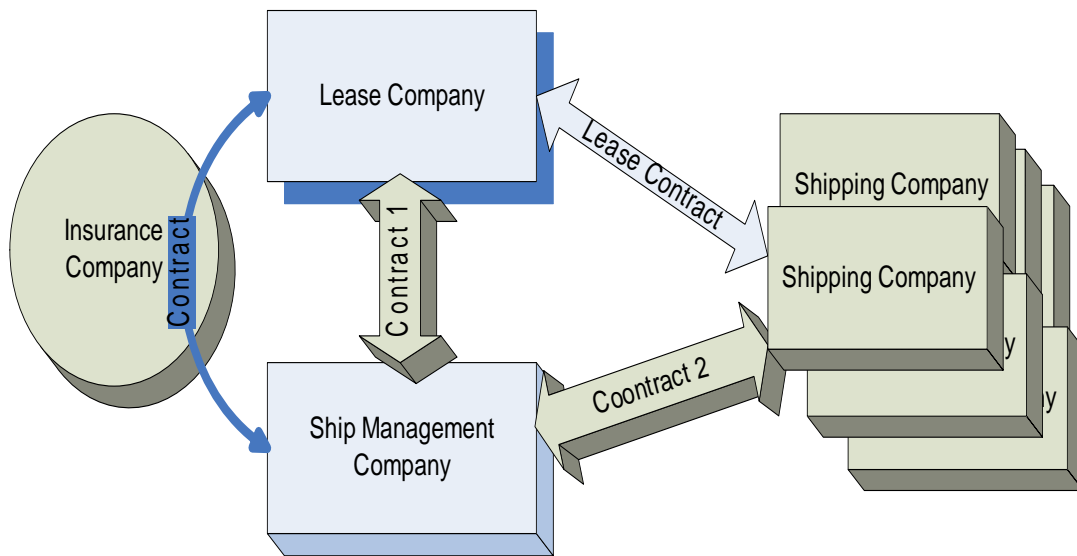 Lease Company
Lease Contract
Shipping Company
Insurance
Company
Contract
Contract 1
Shipping Company
Ship Management
Company
Coontract 2